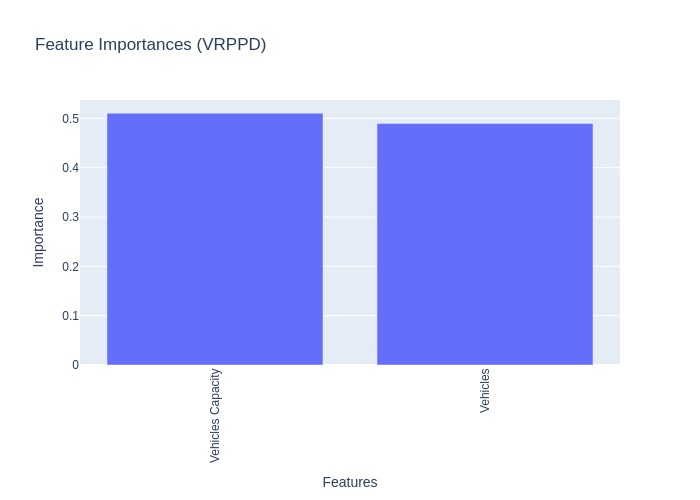 Feature Importances (VRPPD)
0.5
0.4
0.3
0.2
0.1
0
Importance
Vehicles Capacity
Vehicles
Features